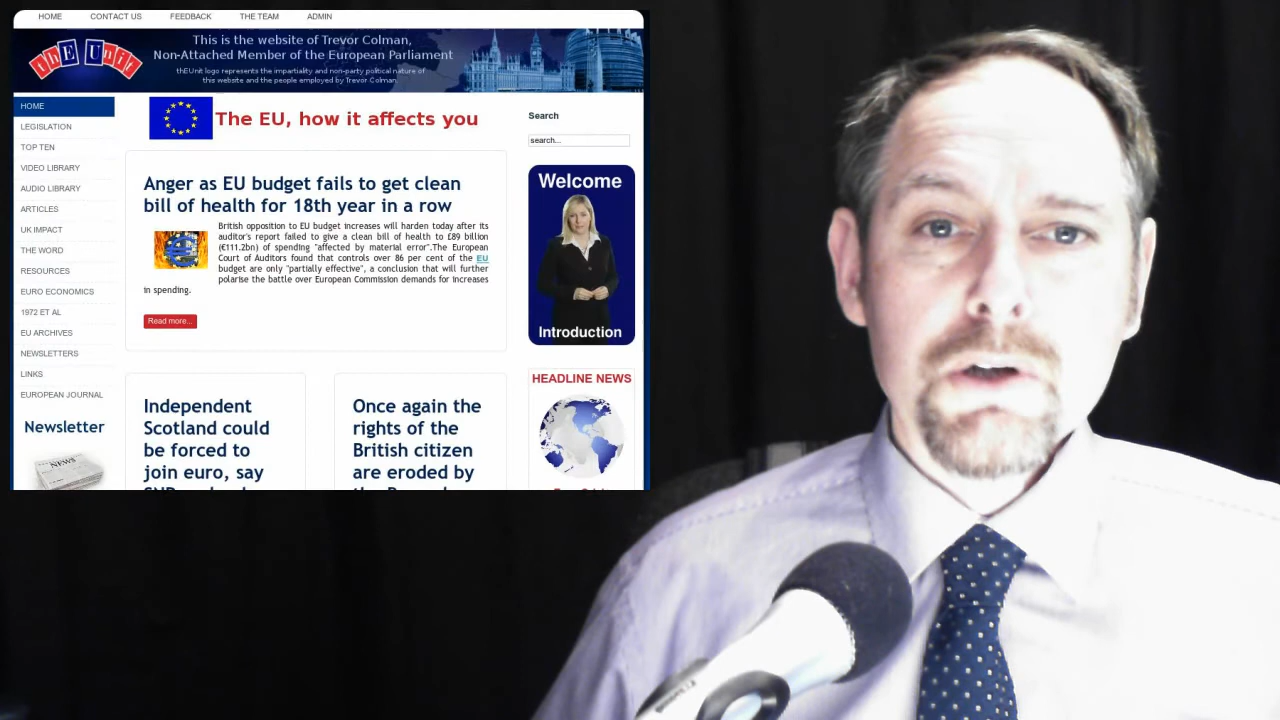 HOME CONTACT US FEEDBACK THE TEAM ADMIN
thE Unit
This is the website of Trevor Colman,
Non-Attached Member of the European Parliament
thEUnit logo represents the impartiality and non-party political nature of
this website and the people employed by Trevor Colman.
HOME
LEGISLATION
TOP TEN
VIDEO LIBRARY
AUDIO LIBRARY
ARTICLES
UK IMPACT
THE WORD
RESOURCES
EURO ECONOMICS
1972 ET AL
EU ARCHIVES
NEWSLETTERS
LINKS
EUROPEAN JOURNAL
Newsletter
NEWS
The EU, how it affects you
Anger as EU budget fails to get clean
bill of health for 18th year in a row
British opposition to EU budget increases will harden today after its
auditor's report failed to give a clean bill of health to £89 billion
(€111.2bn) of spending "affected by material error".The European
Court of Auditors found that controls over 86 per cent of the EU
budget are only "partially effective", a conclusion that will further
polarise the battle over European Commission demands for increases
in spending.
Read more...
Independent
Scotland could
be forced to
join euro, say
Once again the
rights of the
British citizen
are eroded by
Search
search...
Welcome
Introduction
HEADLINE NEWS